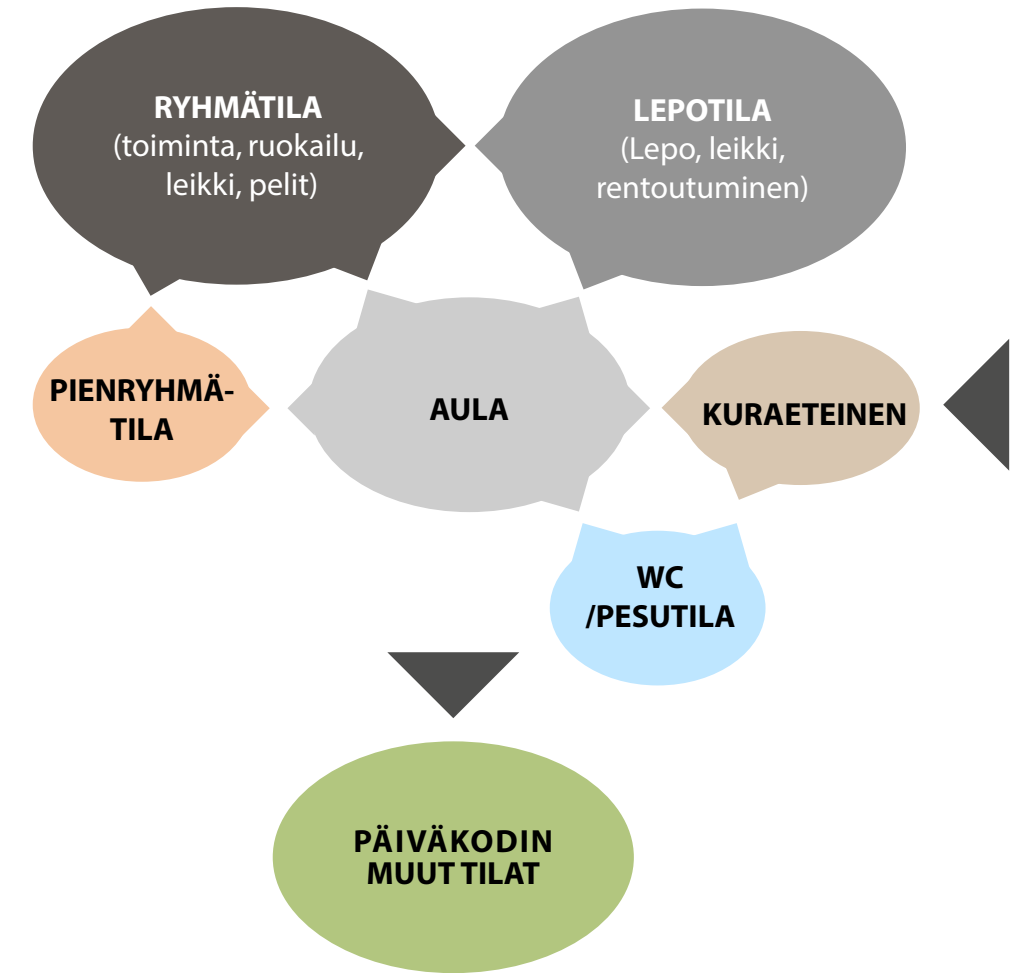 RYHMÄTILA
(toiminta, ruokailu,
leikki, pelit)
LEPOTILA
(Lepo, leikki,
rentoutuminen)
PIENRYHMÄ-
TILA
AULA
KURAETEINEN
WC
/PESUTILA
PÄIVÄKODIN
MUUT TILAT